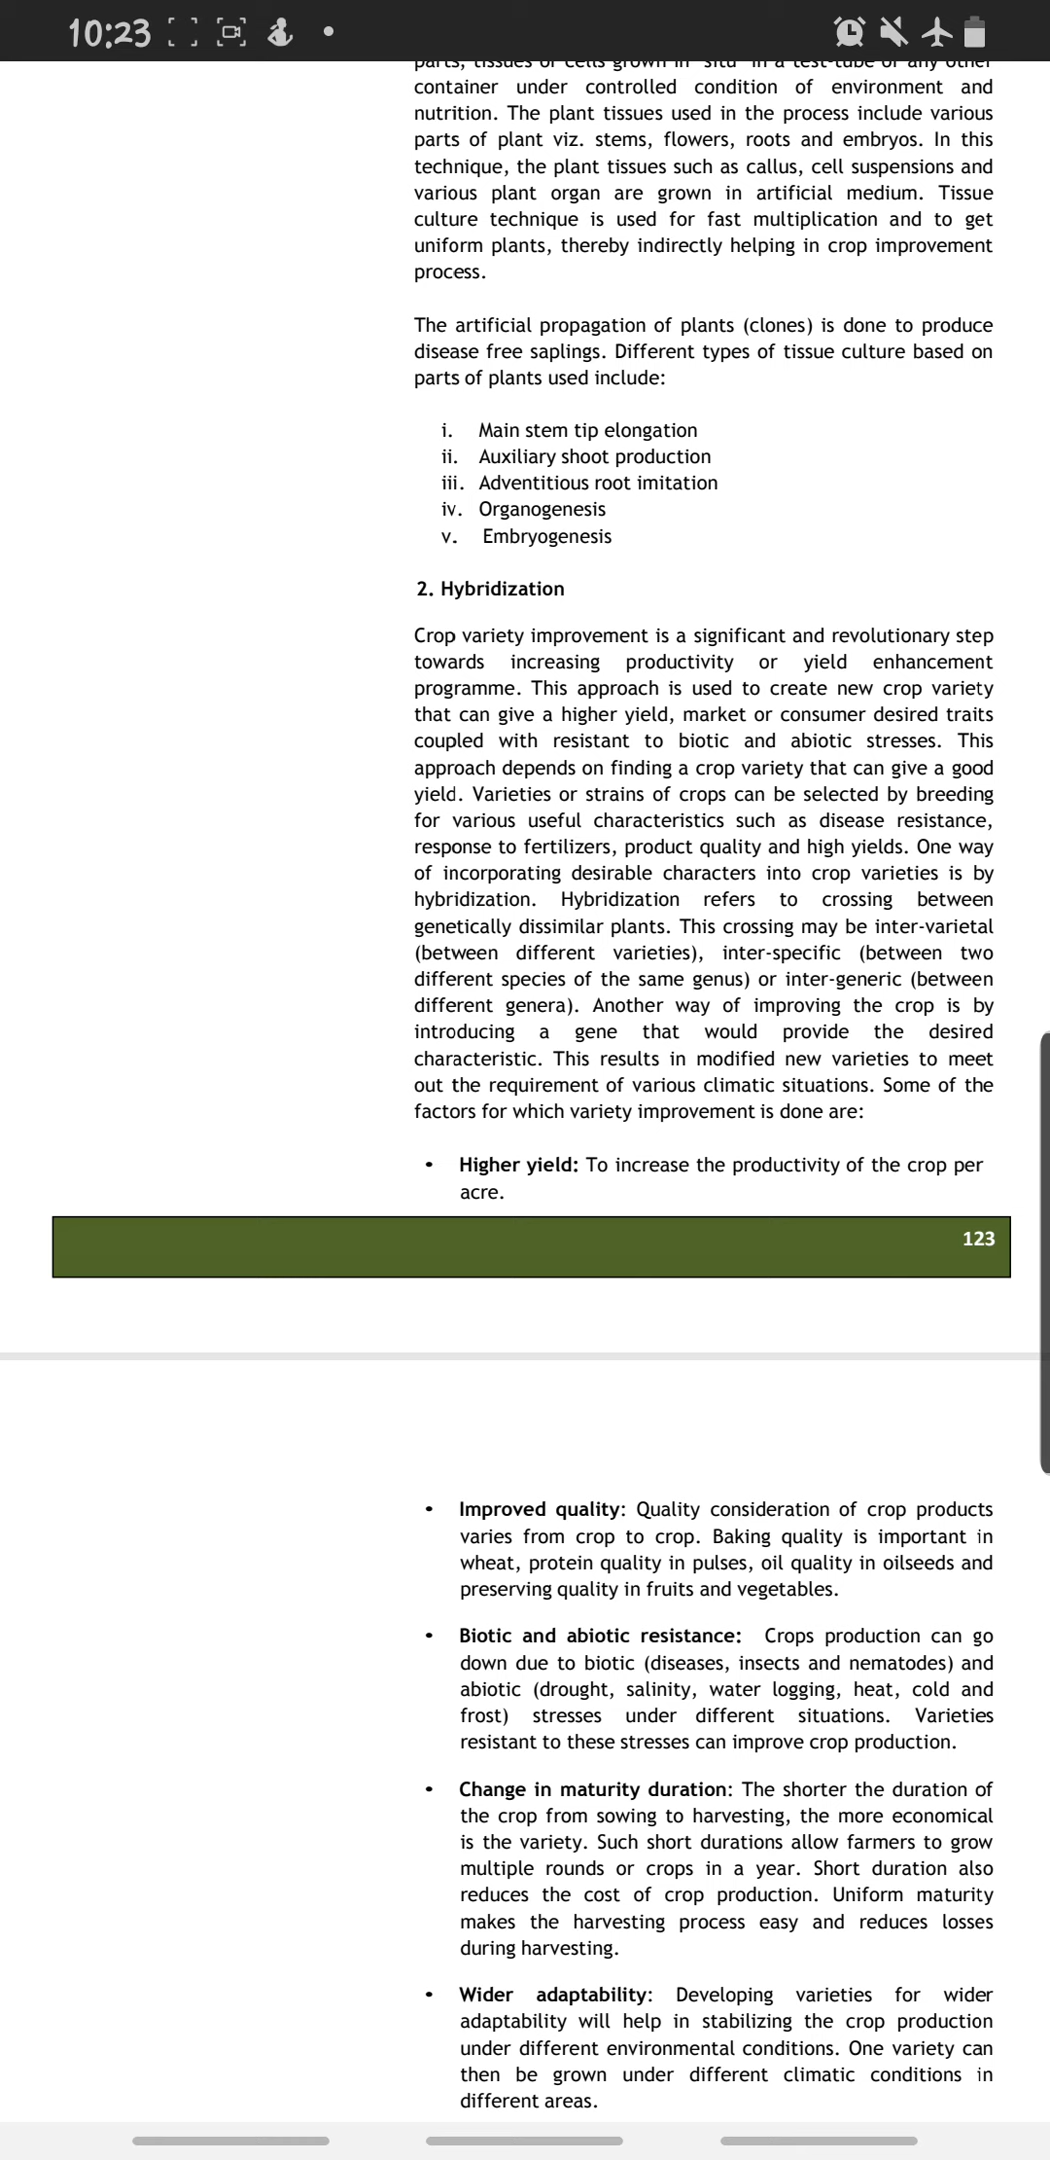 10:23
parts, tissues or cells grown in "situ" in a test-tube or any other
container under controlled condition of environment and
nutrition. The plant tissues used in the process include various
parts of plant viz. stems, flowers, roots and embryos. In this
technique, the plant tissues such as callus, cell suspensions and
various plant organ are grown in artificial medium. Tissue
culture technique is used for fast multiplication and to get
uniform plants, thereby indirectly helping in crop improvement
process.
The artificial propagation of plants (clones) is done to produce
disease free saplings. Different types of tissue culture based on
parts of plants used include:
i. Main stem tip elongation
ii. Auxiliary shoot production
iii. Adventitious root imitation
iv. Organogenesis
v. Embryogenesis
2. Hybridization
Crop variety improvement is a significant and revolutionary step
towards increasing productivity or yield enhancement
programme. This approach is used to create new crop variety
that can give a higher yield, market or consumer desired traits
coupled with resistant to biotic and abiotic stresses. This
approach depends on finding a crop variety that can give a good
yield. Varieties or strains of crops can be selected by breeding
for various useful characteristics such as disease resistance,
response to fertilizers, product quality and high yields. One way
of incorporating desirable characters into crop varieties is by
hybridization. Hybridization refers to crossing between
genetically dissimilar plants. This crossing may be inter-varietal
(between different varieties), inter-specific (between two
different species of the same genus) or inter-generic (between
different genera). Another way of improving the crop is by
introducing a gene that would provide the desired
characteristic. This results in modified new varieties to meet
out the requirement of various climatic situations. Some of the
factors for which variety improvement is done are:
• Higher yield: To increase the productivity of the crop per
acre.
123
• Improved quality: Quality consideration of crop products
varies from crop to crop. Baking quality is important in
wheat, protein quality in pulses, oil quality in oilseeds and
preserving quality in fruits and vegetables.
• Biotic and abiotic resistance: Crops production can go
down due to biotic (diseases, insects and nematodes) and
abiotic (drought, salinity, water logging, heat, cold and
frost) stresses under different situations. Varieties
resistant to these stresses can improve crop production.
• Change in maturity duration: The shorter the duration of
the crop from sowing to harvesting, the more economical
is the variety. Such short durations allow farmers to grow
multiple rounds or crops in a year. Short duration also
reduces the cost of crop production. Uniform maturity
makes the harvesting process easy and reduces losses
during harvesting.
• Wider adaptability: Developing varieties for wider
adaptability will help in stabilizing the crop production
under different environmental conditions. One variety can
then be grown under different climatic conditions in
different areas.